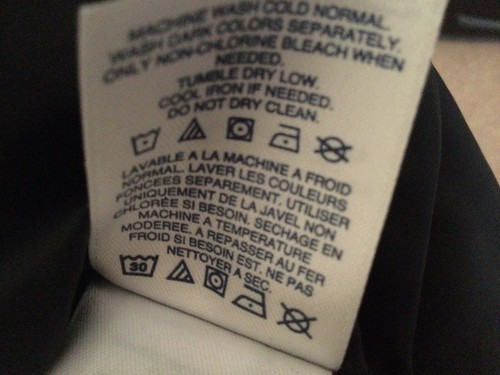 MACHINE WASH COLD NORMAL.
WASH DARK COLORS SEPARATELY.
ONLY NON-CHLORINE BLEACH WHEN
NEEDED.
TUMBLE DRY LOW.
COOL IRON IF NEEDED.
DO NOT DRY CLEAN.
LAVABLE A LA MACHINE A FROID
NORMAL. LAVER LES COULEURS
FONCEES SEPAREMENT. UTILISER
UNIQUEMENT DE LA JAVEL NON
CHLORÉE SI BESOIN. SECHAGE EN
MACHINE A TEMPERATURE
MODEREE. A REPASSER AU FER
FROID SI BESOIN EST. NE PAS
NETTOYER A SEC.
30